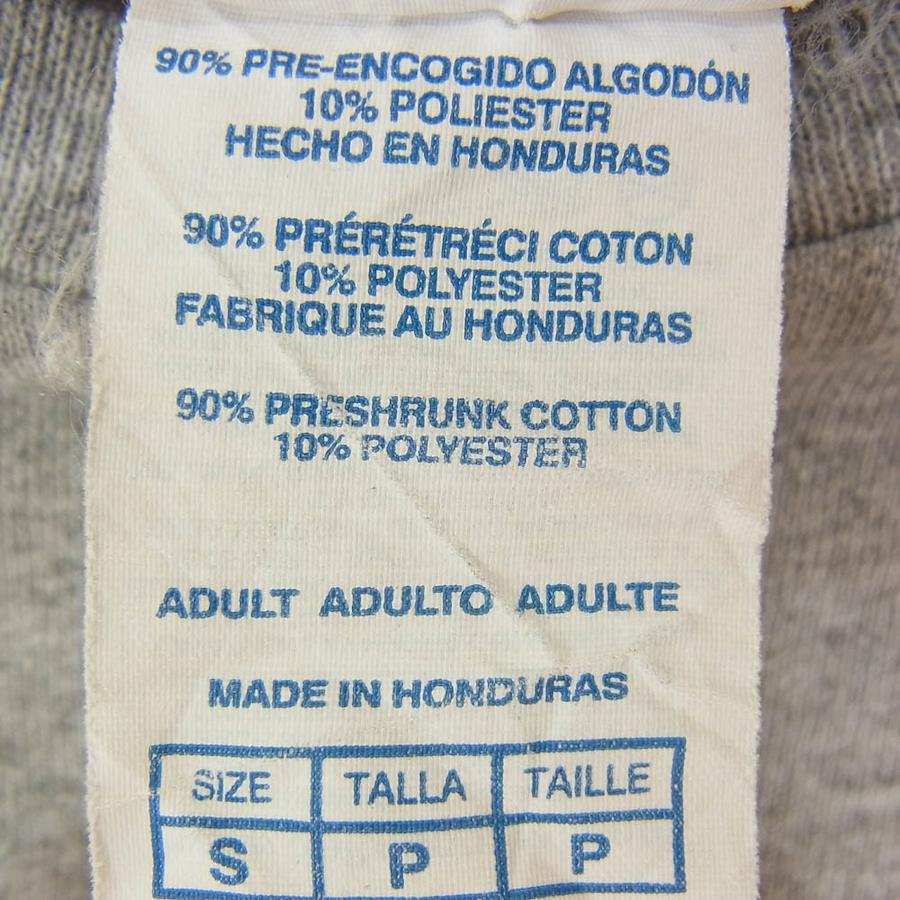 90% PRE-ENCOGIDO ALGODÓN
10% POLIESTER
HECHO EN HONDURAS
90% PRÉRÉTRÉCI COTON
10% POLYESTER
FABRIQUE AU HONDURAS
90% PRESHRUNK COTTON
10% POLYESTER
ADULT ADULTO ADULTE
MADE IN HONDURAS
SIZE TALLA TAILLE
S P P